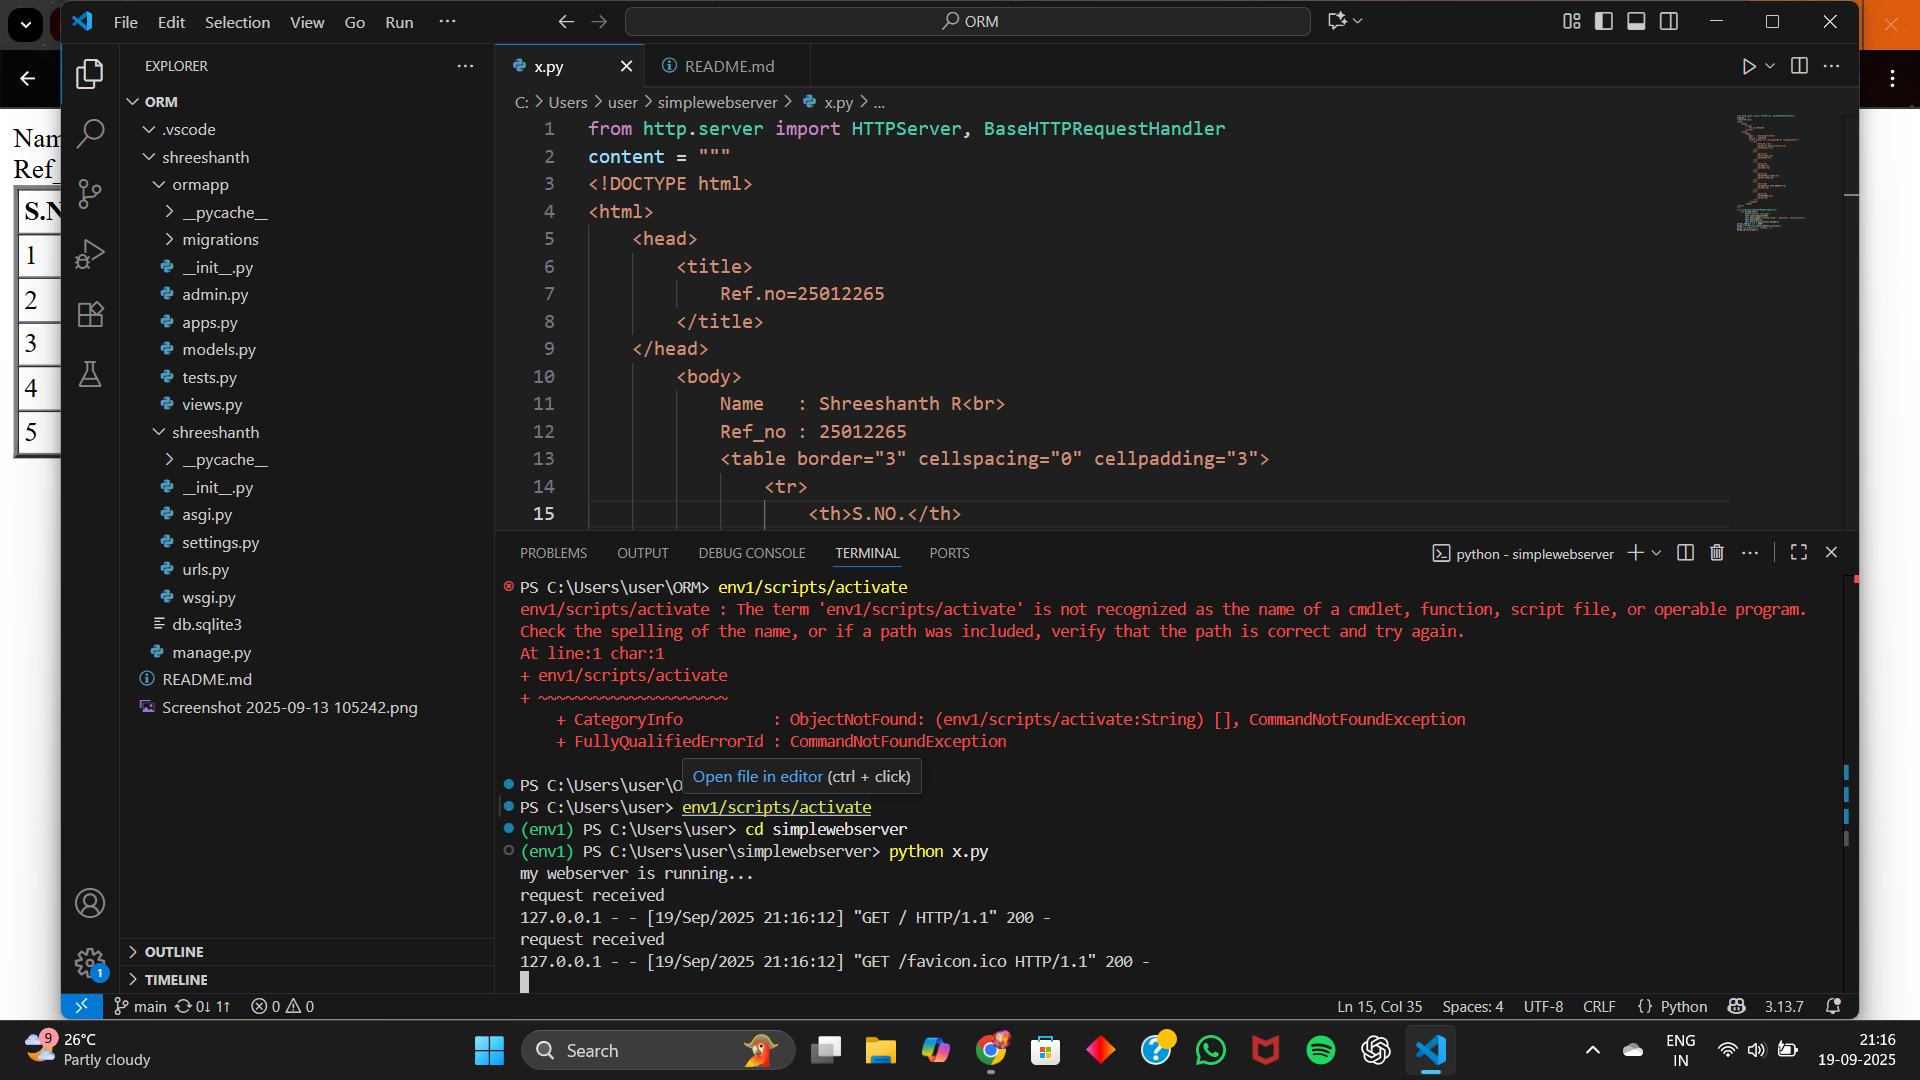 File Edit Selection View Go Run ···
ORM
EXPLORER
ORM
.vscode
shreeshanth
ormapp
__pycache__
migrations
__init__.py
admin.py
apps.py
models.py
tests.py
views.py
shreeshanth
__pycache__
__init__.py
asgi.py
settings.py
urls.py
wsgi.py
db.sqlite3
manage.py
README.md
Screenshot 2025-09-13 105242.png
OUTLINE
TIMELINE
Nam
Ref_
S.N
1
2
3
4
5
x.py
README.md
C: > Users > user > simplewebserver > x.py > ...
1 from http.server import HTTPServer, BaseHTTPRequestHandler
2 content = """
3 <!DOCTYPE html>
4 <html>
5 <head>
6 <title>
7 Ref.no=25012265
8 </title>
9 </head>
10 <body>
11 Name : Shreeshanth R<br>
12 Ref_no : 25012265
13 <table border="3" cellspacing="0" cellpadding="3">
14 <tr>
15 <th>S.NO.</th>
PROBLEMS OUTPUT DEBUG CONSOLE TERMINAL PORTS
python - simplewebserver
PS C:\Users\user\ORM> env1/scripts/activate
env1/scripts/activate : The term 'env1/scripts/activate' is not recognized as the name of a cmdlet, function, script file, or operable program.
Check the spelling of the name, or if a path was included, verify that the path is correct and try again.
At line:1 char:1
+ env1/scripts/activate
+ ~~~~~~~~~~~~~~~~~~~~~
+ CategoryInfo : ObjectNotFound: (env1/scripts/activate:String) [], CommandNotFoundException
+ FullyQualifiedErrorId : CommandNotFoundException
Open file in editor (ctrl + click)
PS C:\Users\user\O
PS C:\Users\user> env1/scripts/activate
(env1) PS C:\Users\user> cd simplewebserver
(env1) PS C:\Users\user\simplewebserver> python x.py
my webserver is running...
request received
127.0.0.1 - - [19/Sep/2025 21:16:12] "GET / HTTP/1.1" 200 -
request received
127.0.0.1 - - [19/Sep/2025 21:16:12] "GET /favicon.ico HTTP/1.1" 200 -
1
main 0↓ 1↑ 0 0
Ln 15, Col 35 Spaces: 4 UTF-8 CRLF {} Python 3.13.7
9
26°C
Partly cloudy
Search
ENG
IN
21:16
19-09-2025